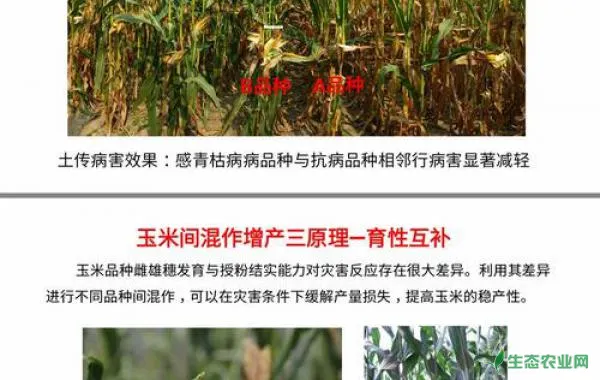 B品种 A品种
土传病害效果：感青枯病病品种与抗病品种相邻行病害显著减轻
玉米间混作增产三原理—育性互补
玉米品种雌雄穗发育与授粉结实能力对灾害反应存在很大差异。利用其差异
进行不同品种间混作，可以在灾害条件下缓解产量损失，提高玉米的稳产性。
生态农业网